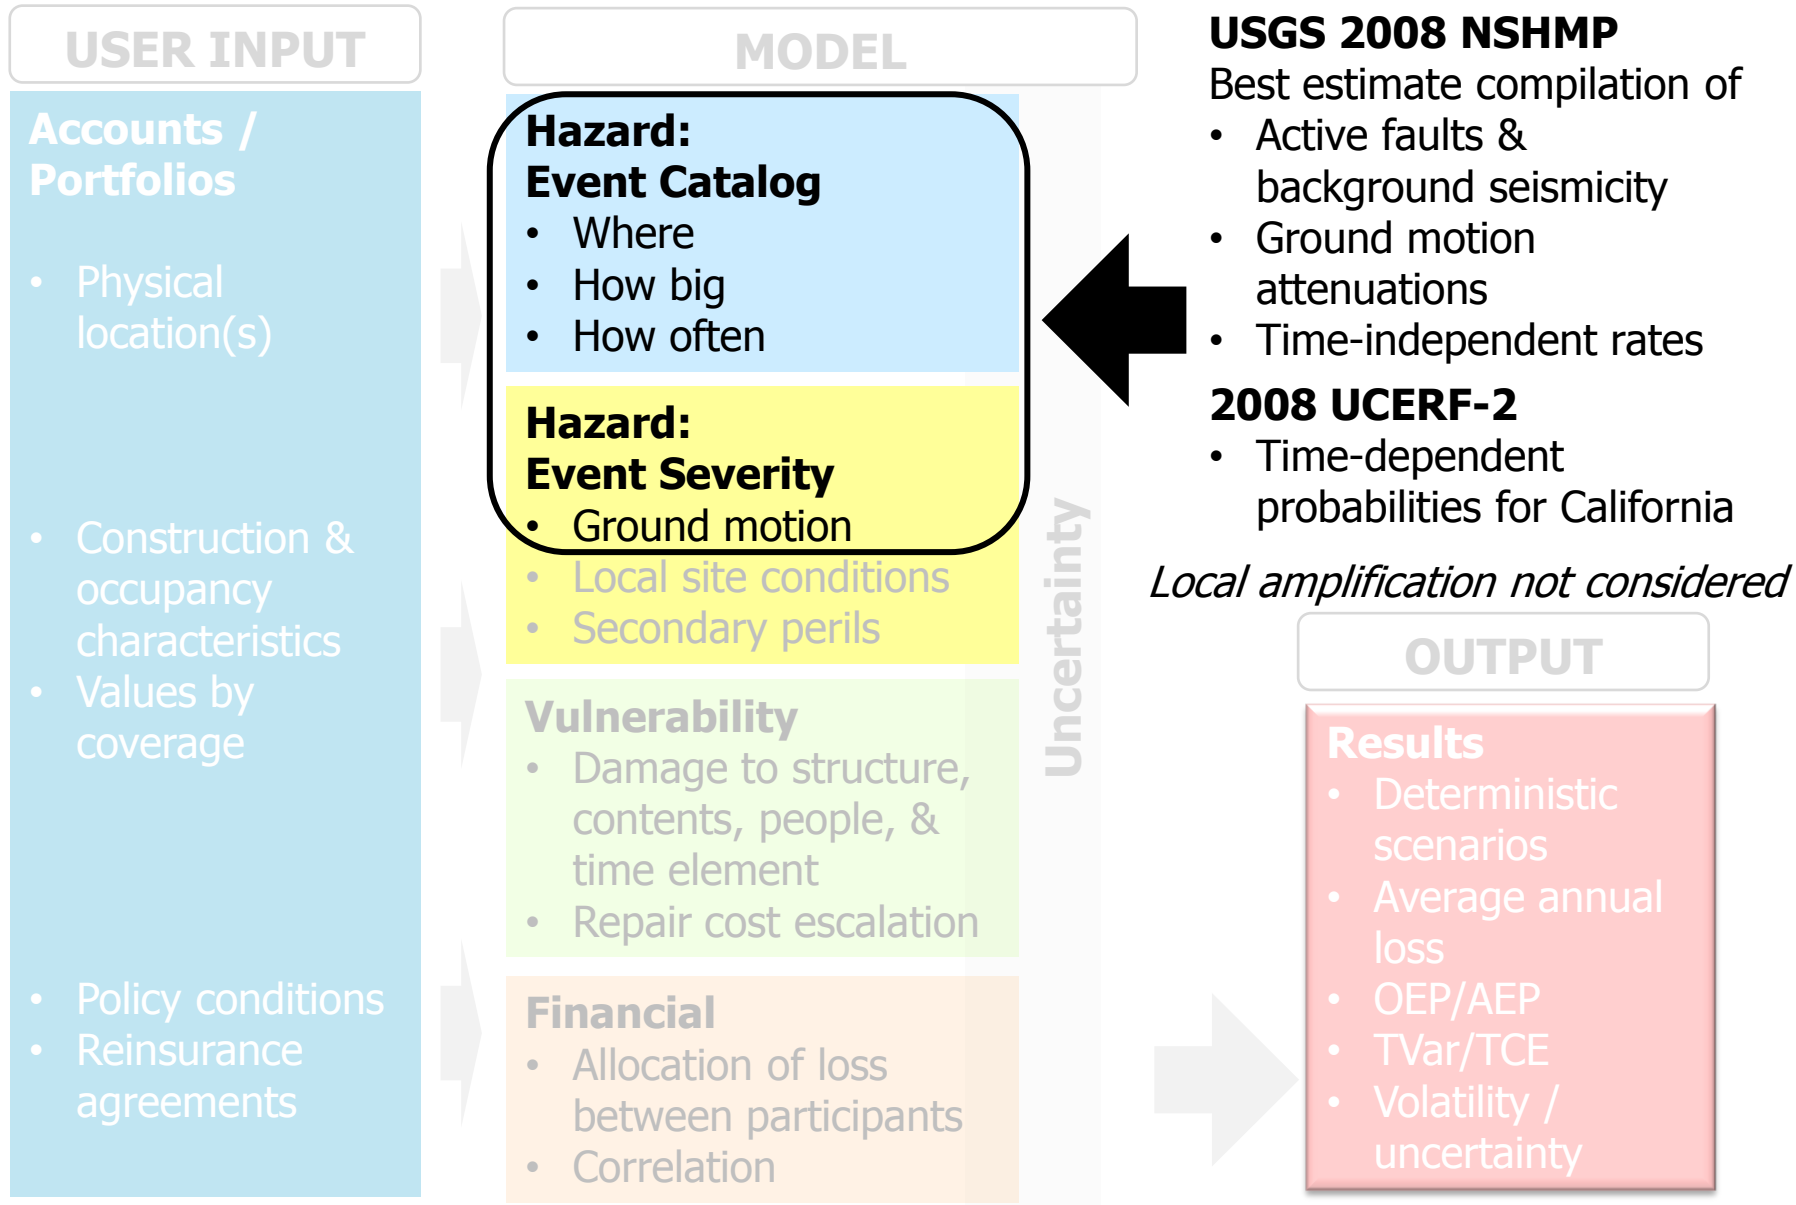 USER INPUT
Accounts /
Portfolios
• Physical
location(s)
• Construction &
occupancy
characteristics
• Values by
coverage
• Policy conditions
• Reinsurance
agreements
MODEL
Hazard:
Event Catalog
• Where
• How big
• How often
Hazard:
Event Severity
• Ground motion
• Local site conditions
• Secondary perils
Vulnerability
• Damage to structure,
contents, people, &
time element
• Repair cost escalation
Financial
• Allocation of loss
between participants
• Correlation
Uncertainty
USGS 2008 NSHMP
Best estimate compilation of
• Active faults &
background seismicity
• Ground motion
attenuations
• Time-independent rates
2008 UCERF-2
• Time-dependent
probabilities for California
Local amplification not considered
OUTPUT
Results
• Deterministic
scenarios
• Average annual
loss
• OEP/AEP
• TVar/TCE
• Volatility /
uncertainty